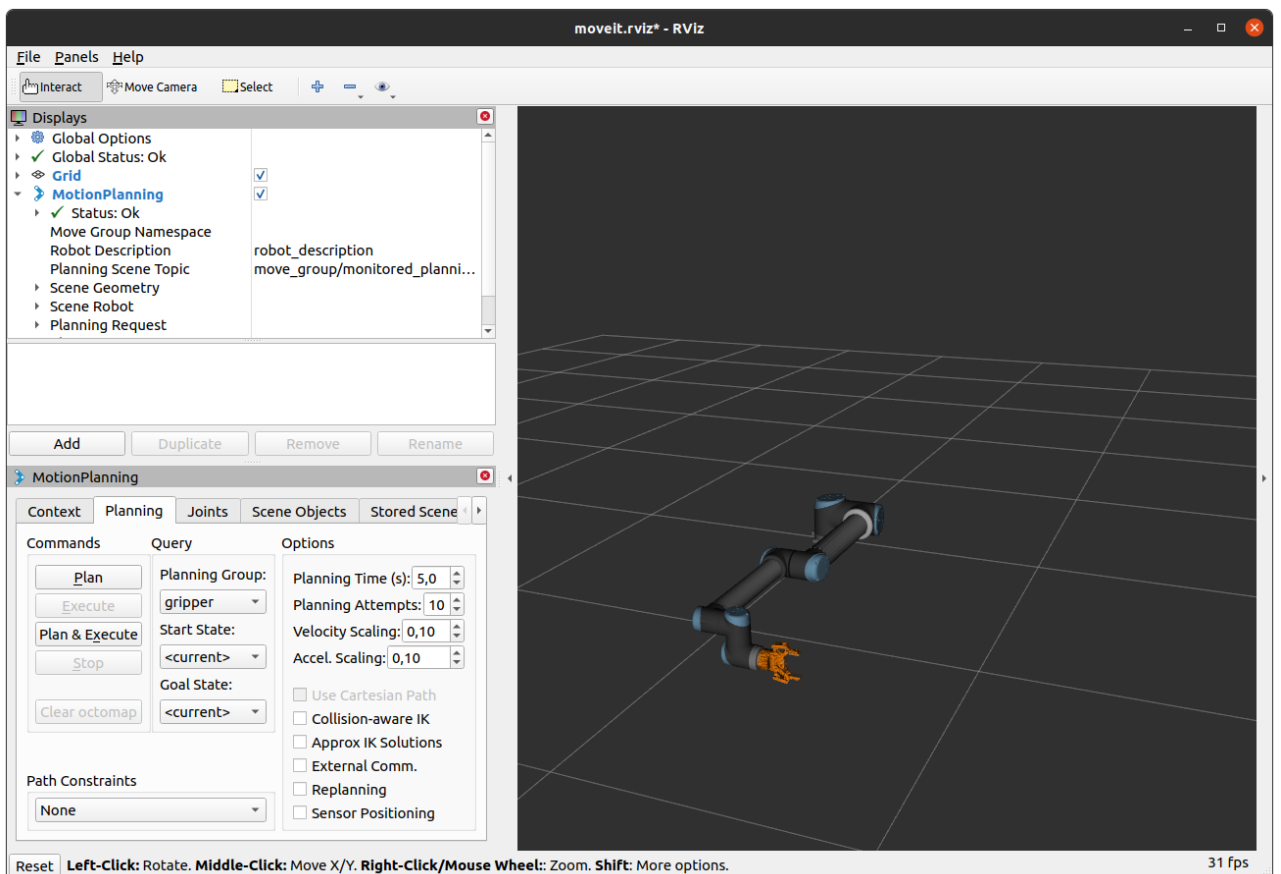 moveit.rviz* - RViz
File Panels Help
Interact Move Camera Select
Displays
Global Options
Global Status: Ok
Grid
MotionPlanning
Status: Ok
Move Group Namespace
Robot Description robot_description
Planning Scene Topic move_group/monitored_planni...
Scene Geometry
Scene Robot
Planning Request
Add Duplicate Remove Rename
MotionPlanning
Context Planning Joints Scene Objects Stored Scene
Commands Query Options
Plan Planning Group: Planning Time (s): 5,0
Execute gripper Planning Attempts: 10
Plan & Execute Start State: Velocity Scaling: 0,10
Stop <current> Accel. Scaling: 0,10
Goal State:
Use Cartesian Path
Clear octomap <current> Collision-aware IK
Approx IK Solutions
External Comm.
Path Constraints
Replanning
None Sensor Positioning
Reset Left-Click: Rotate. Middle-Click: Move X/Y. Right-Click/Mouse Wheel:: Zoom. Shift: More options. 31 fps